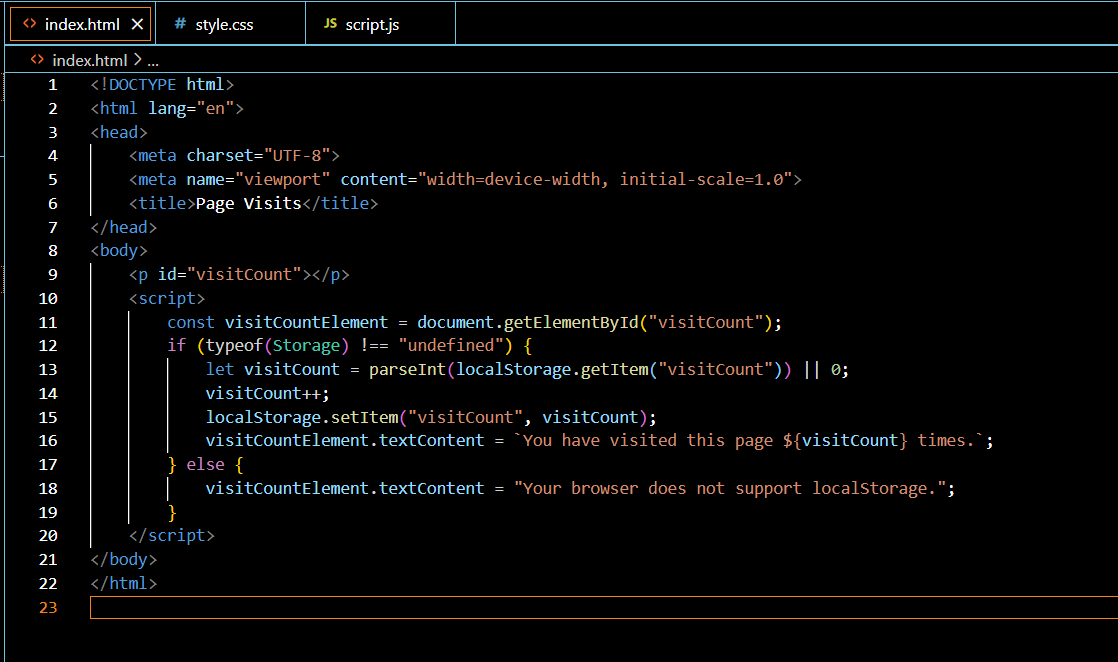 <> index.html ×
# style.css
JS script.js
<> index.html > ...
1 <!DOCTYPE html>
2 <html lang="en">
3 <head>
4     <meta charset="UTF-8">
5     <meta name="viewport" content="width=device-width, initial-scale=1.0">
6     <title>Page Visits</title>
7 </head>
8 <body>
9     <p id="visitCount"></p>
10     <script>
11         const visitCountElement = document.getElementById("visitCount");
12         if (typeof(Storage) !== "undefined") {
13             let visitCount = parseInt(localStorage.getItem("visitCount")) || 0;
14             visitCount++;
15             localStorage.setItem("visitCount", visitCount);
16             visitCountElement.textContent = `You have visited this page ${visitCount} times.`;
17         } else {
18             visitCountElement.textContent = "Your browser does not support localStorage.";
19         }
20     </script>
21 </body>
22 </html>
23